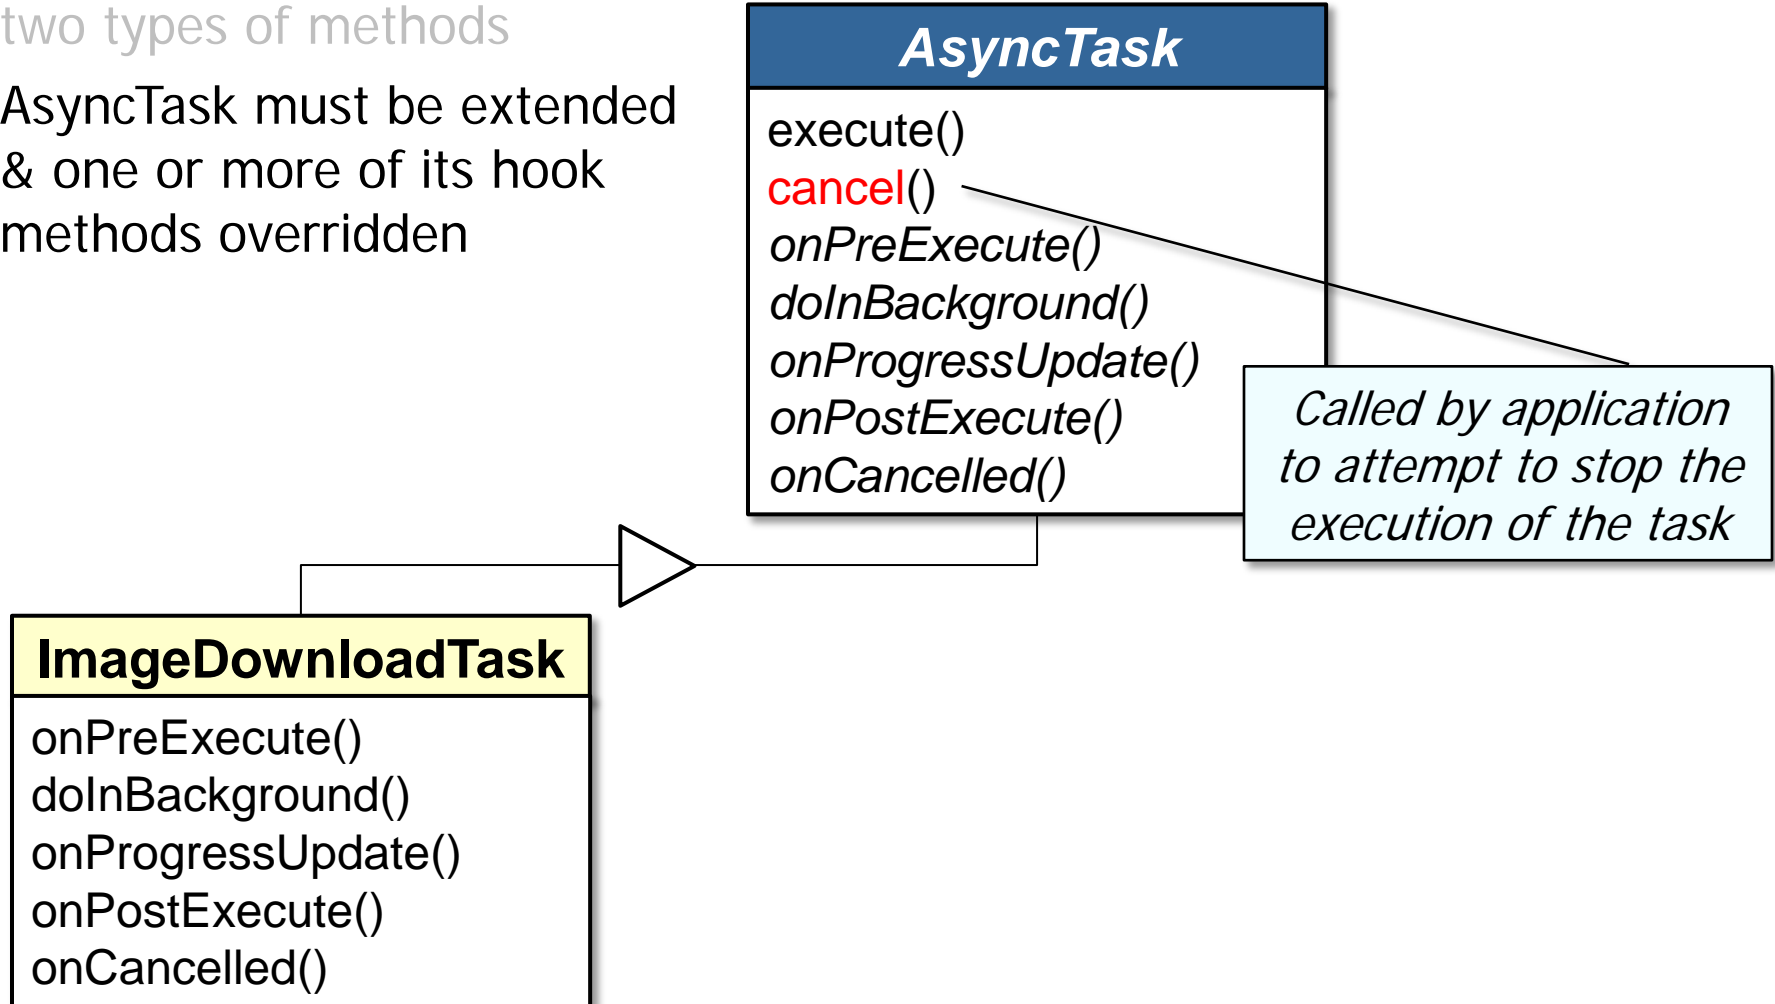 two types of methods
AsyncTask must be extended
& one or more of its hook
methods overridden
AsyncTask
execute()
cancel()
onPreExecute()
doInBackground()
onProgressUpdate()
onPostExecute()
onCancelled()
Called by application
to attempt to stop the
execution of the task
ImageDownloadTask
onPreExecute()
doInBackground()
onProgressUpdate()
onPostExecute()
onCancelled()